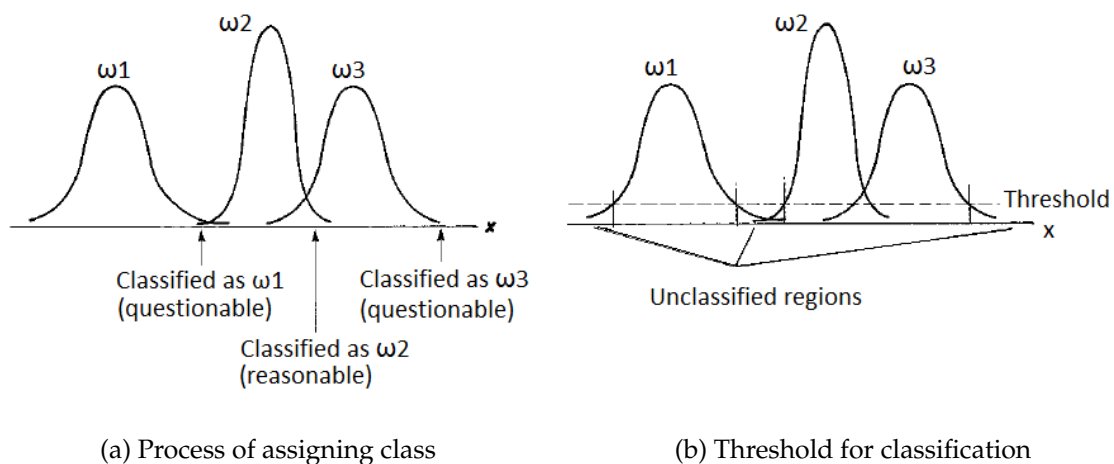 ω1
ω2
ω3
x
Classified as ω1
(questionable)
Classified as ω3
(questionable)
Classified as ω2
(reasonable)
(a) Process of assigning class
ω1
ω2
ω3
Threshold
x
Unclassified regions
(b) Threshold for classification